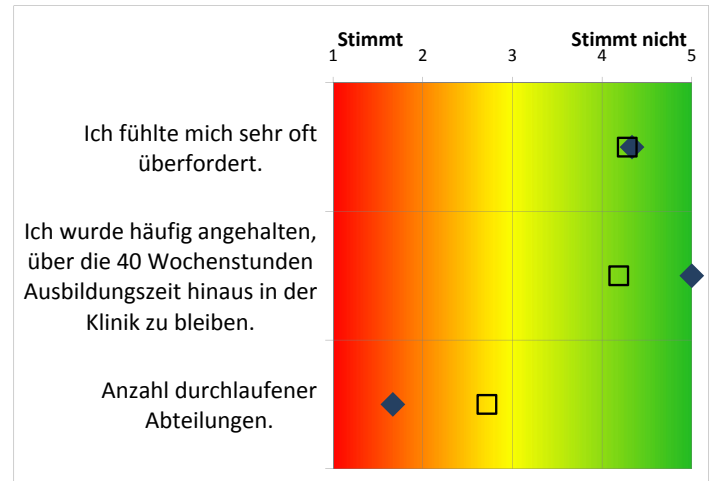 Stimmt Stimmt nicht
1 2 3 4 5
Ich fühlte mich sehr oft
überfordert.
Ich wurde häufig angehalten,
über die 40 Wochenstunden
Ausbildungszeit hinaus in der
Klinik zu bleiben.
Anzahl durchlaufener
Abteilungen.